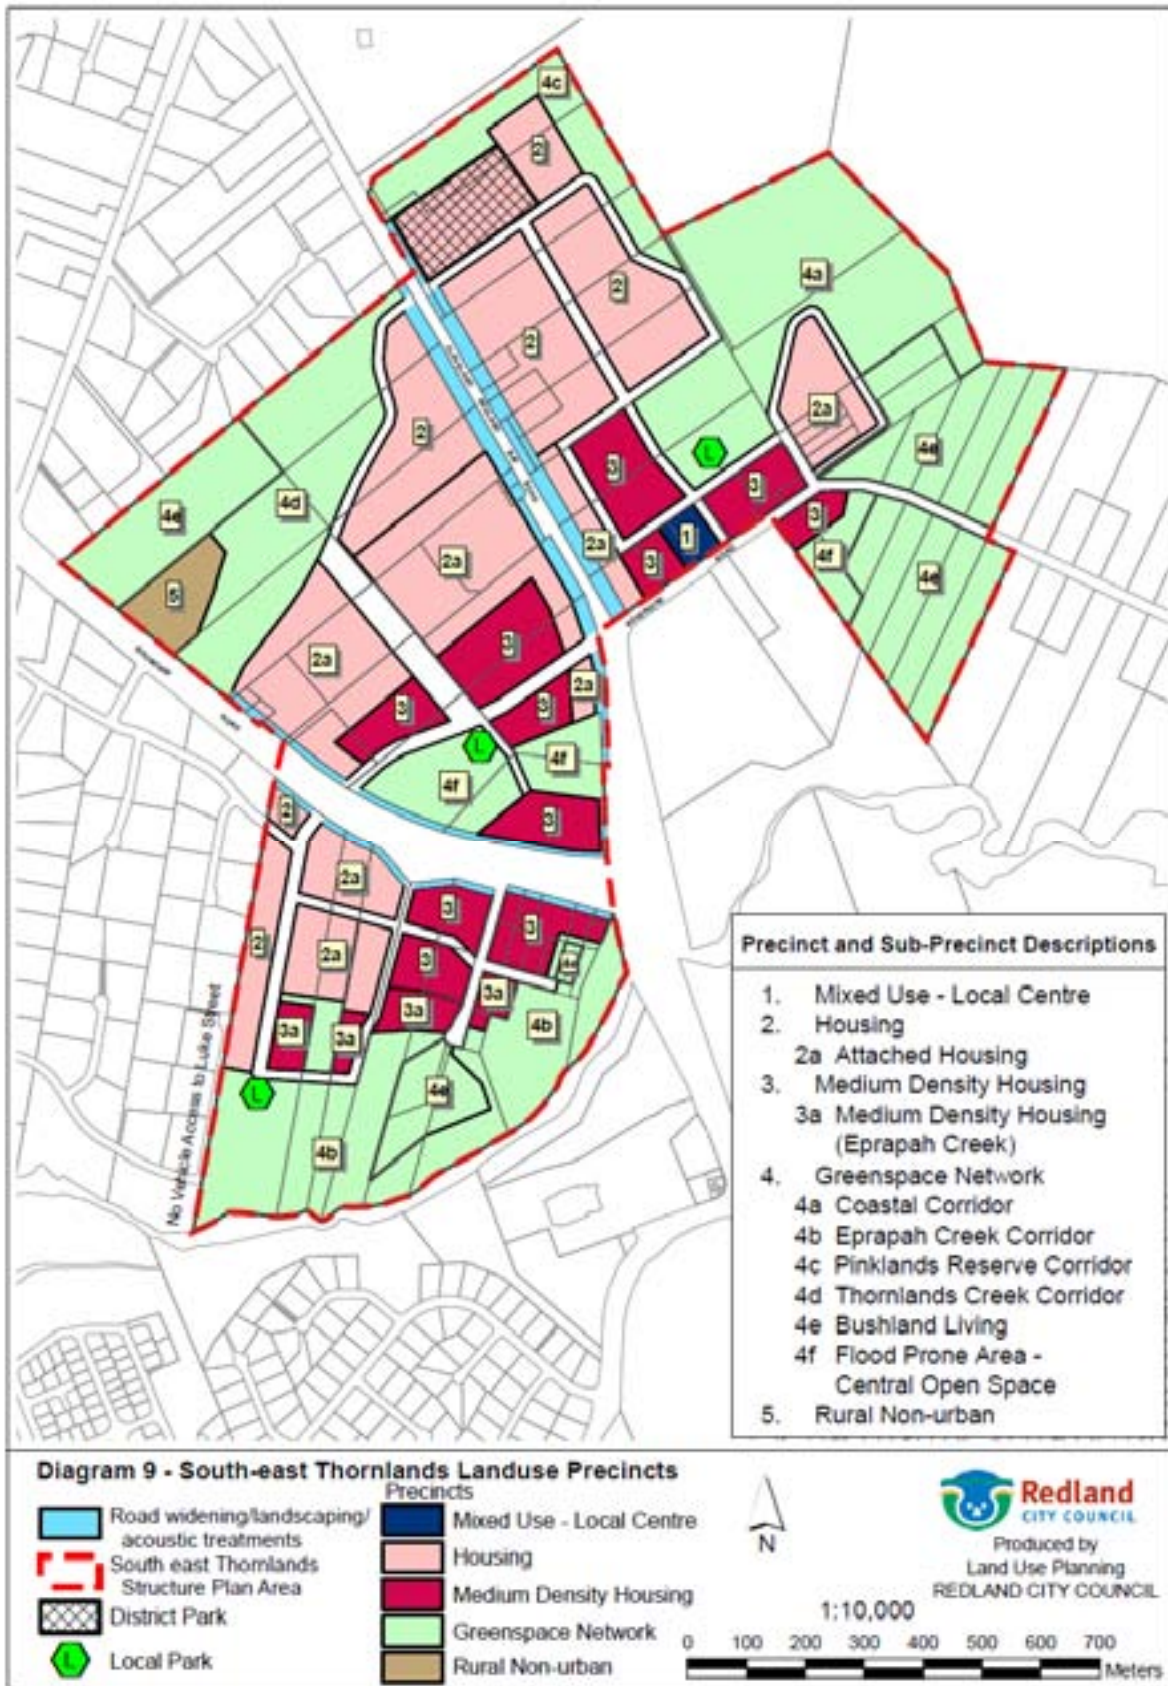 4c
2
4a
2
2
2a
2
4e
3
4d
3
4e
3
1
2a
4f
3
2a
4e
5
3
2a
3
2a
3
4f
4f
3
2
2a
3
3
2
2a
3
4e
3a
4b
3a
3a
4e
4b
L
L
L
No Vehicle Access to Luke Street
Precinct and Sub-Precinct Descriptions
1. Mixed Use - Local Centre
2. Housing
2a Attached Housing
3. Medium Density Housing
3a Medium Density Housing
(Eprapah Creek)
4. Greenspace Network
4a Coastal Corridor
4b Eprapah Creek Corridor
4c Pinklands Reserve Corridor
4d Thornlands Creek Corridor
4e Bushland Living
4f Flood Prone Area -
Central Open Space
5. Rural Non-urban
Diagram 9 - South-east Thornlands Landuse Precincts
Road widening/landscaping/
acoustic treatments
South east Thornlands
Structure Plan Area
District Park
L Local Park
Precincts
Mixed Use - Local Centre
Housing
Medium Density Housing
Greenspace Network
Rural Non-urban
N
Redland
CITY COUNCIL
Produced by
Land Use Planning
REDLAND CITY COUNCIL
1:10,000
0 100 200 300 400 500 600 700
Meters